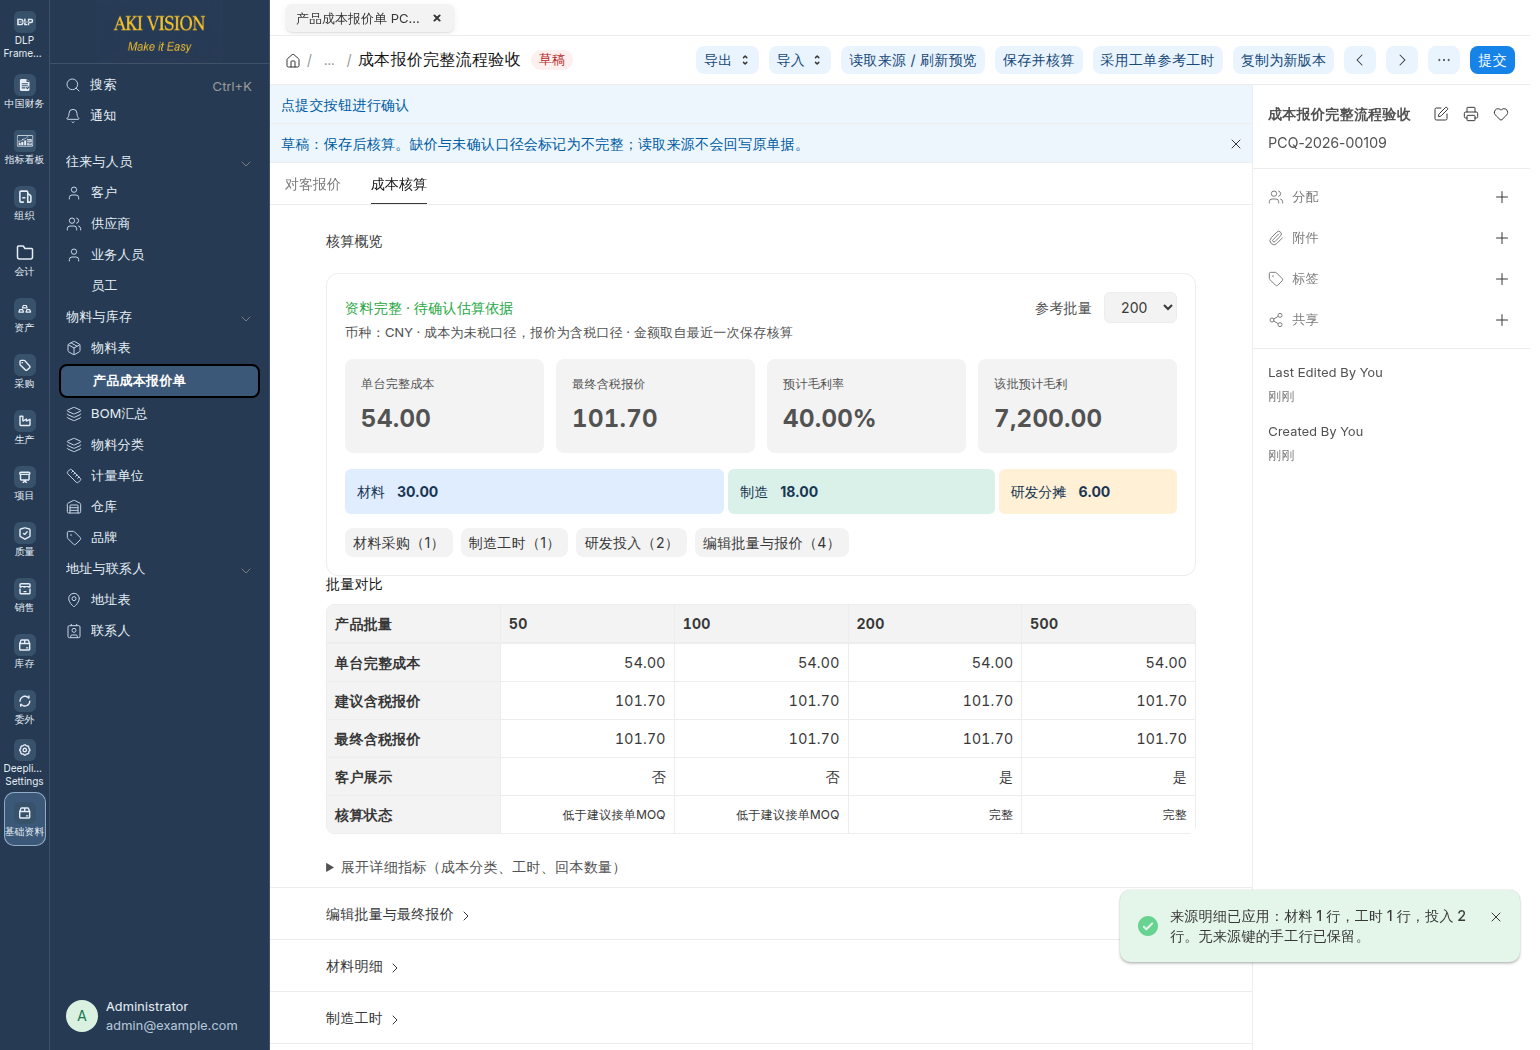 DLP
DLP
Frame...
中国财务
指标看板
组织
会计
资产
采购
生产
项目
质量
销售
库存
委外
Deepli...
Settings
基础资料
AKI VISION
Make it Easy
搜索 Ctrl+K
通知
往来与人员
客户
供应商
业务人员
员工
物料与库存
物料表
产品成本报价单
BOM汇总
物料分类
计量单位
仓库
品牌
地址与联系人
地址表
联系人
A
Administrator
admin@example.com
产品成本报价单 PC... ×
/ ... / 成本报价完整流程验收 草稿
导出 导入 读取来源 / 刷新预览 保存并核算 采用工单参考工时 复制为新版本 ... 提交
点提交按钮进行确认
草稿：保存后核算。缺价与未确认口径会标记为不完整；读取来源不会回写原单据。
对客报价 成本核算
核算概览
资料完整 · 待确认估算依据
参考批量 200
币种：CNY · 成本为未税口径，报价为含税口径 · 金额取自最近一次保存核算
单台完整成本 最终含税报价 预计毛利率 该批预计毛利
54.00 101.70 40.00% 7,200.00
材料 30.00 制造 18.00 研发分摊 6.00
材料采购（1） 制造工时（1） 研发投入（2） 编辑批量与报价（4）
批量对比
产品批量 50 100 200 500
单台完整成本 54.00 54.00 54.00 54.00
建议含税报价 101.70 101.70 101.70 101.70
最终含税报价 101.70 101.70 101.70 101.70
客户展示 否 否 是 是
核算状态 低于建议接单MOQ 低于建议接单MOQ 完整 完整
展开详细指标（成本分类、工时、回本数量）
编辑批量与最终报价
材料明细
制造工时
成本报价完整流程验收
PCQ-2026-00109
分配
附件
标签
共享
Last Edited By You
刚刚
Created By You
刚刚
来源明细已应用：材料 1 行，工时 1 行，投入 2
行。无来源键的手工行已保留。